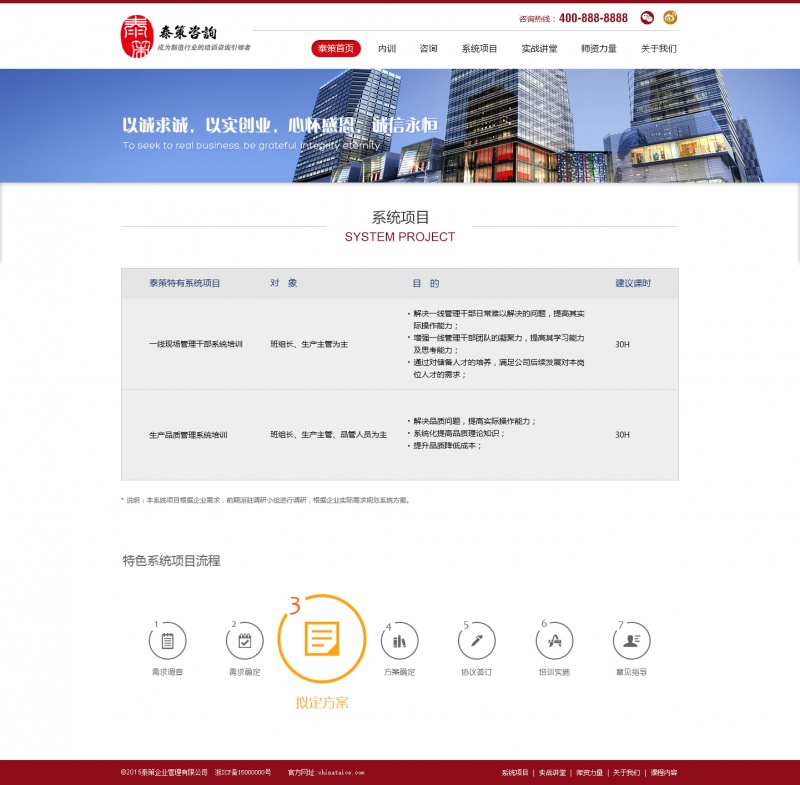 咨询热线：400-888-8888
泰策
泰策咨詢
成为制造行业的培训咨询引领者
泰策首页 内训 咨询 系统项目 实战讲堂 师资力量 关于我们
以诚求诚，以实创业，心怀感恩，诚信永恒
To seek to real business, be grateful, integrity eternity
系统项目
SYSTEM PROJECT
泰策特有系统项目 对 象 目 的 建议课时
• 解决一线管理干部日常难以解决的问题，提高其实
际操作能力；
• 增强一线管理干部团队的凝聚力，提高其学习能力
一线现场管理干部系统培训 班组长、生产主管为主 30H
及思考能力；
• 通过对储备人才的培养，满足公司后续发展对本岗
位人才的需求；
• 解决品质问题，提高实际操作能力；
生产品质管理系统培训 班组长、生产主管、品管人员为主 • 系统化提高品质理论知识； 30H
• 提升品质降低成本；
* 说明：本系统项目根据企业需求，前期派驻调研小组进行调研，根据企业实际需求规划系统方案。
特色系统项目流程
1 2 3 4 5 6 7
需求调查 需求确定 拟定方案 方案确定 协议签订 培训实施 意见指导
©2015泰策企业管理有限公司 浙ICP备15000000号 官方网址:chinataice.com
系统项目 | 实战讲堂 | 师资力量 | 关于我们 | 课程内容